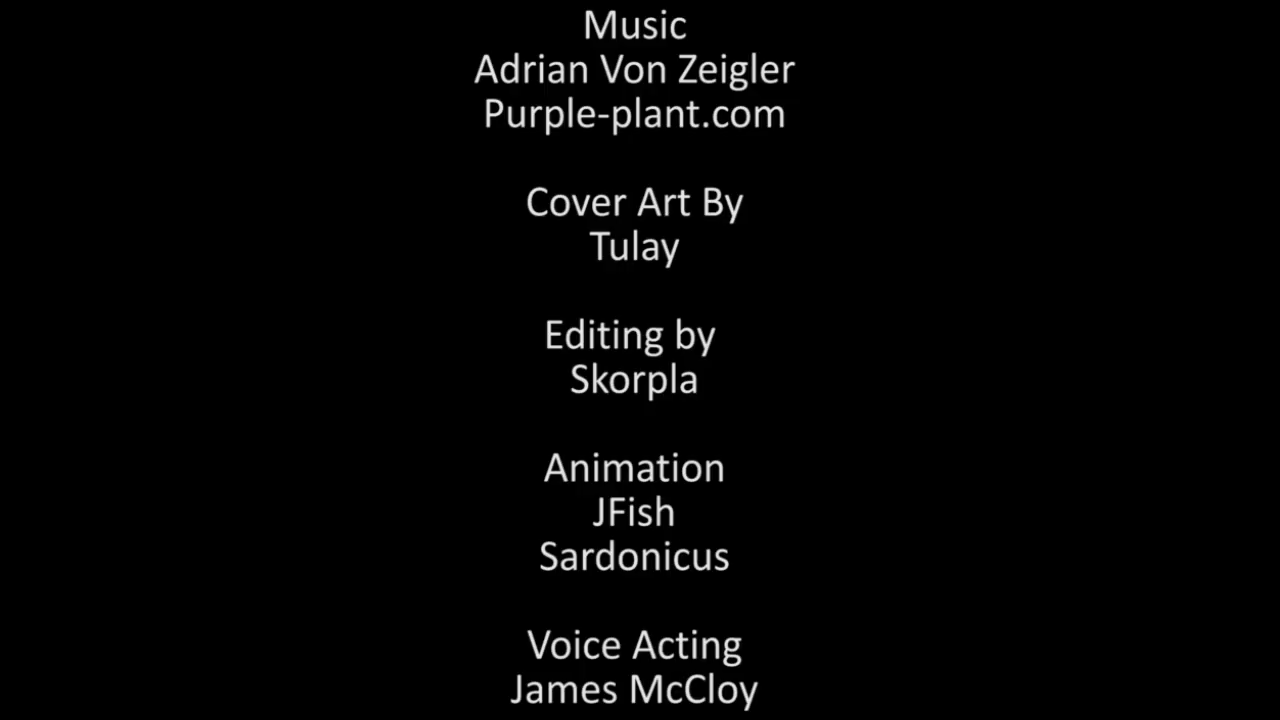 Music
Adrian Von Zeigler
Purple-plant.com
Cover Art By
Tulay
Editing by
Skorpla
Animation
JFish
Sardonicus
Voice Acting
James McCloy